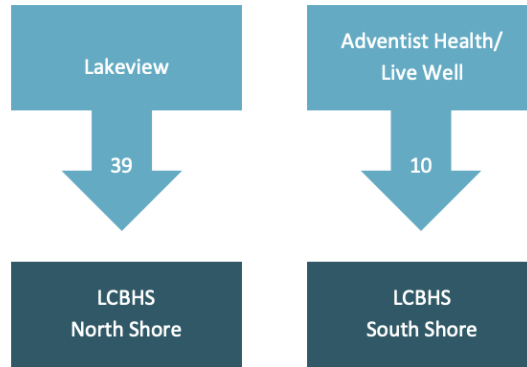 Lakeview
39
LCBHS
North Shore
Adventist Health/
Live Well
10
LCBHS
South Shore